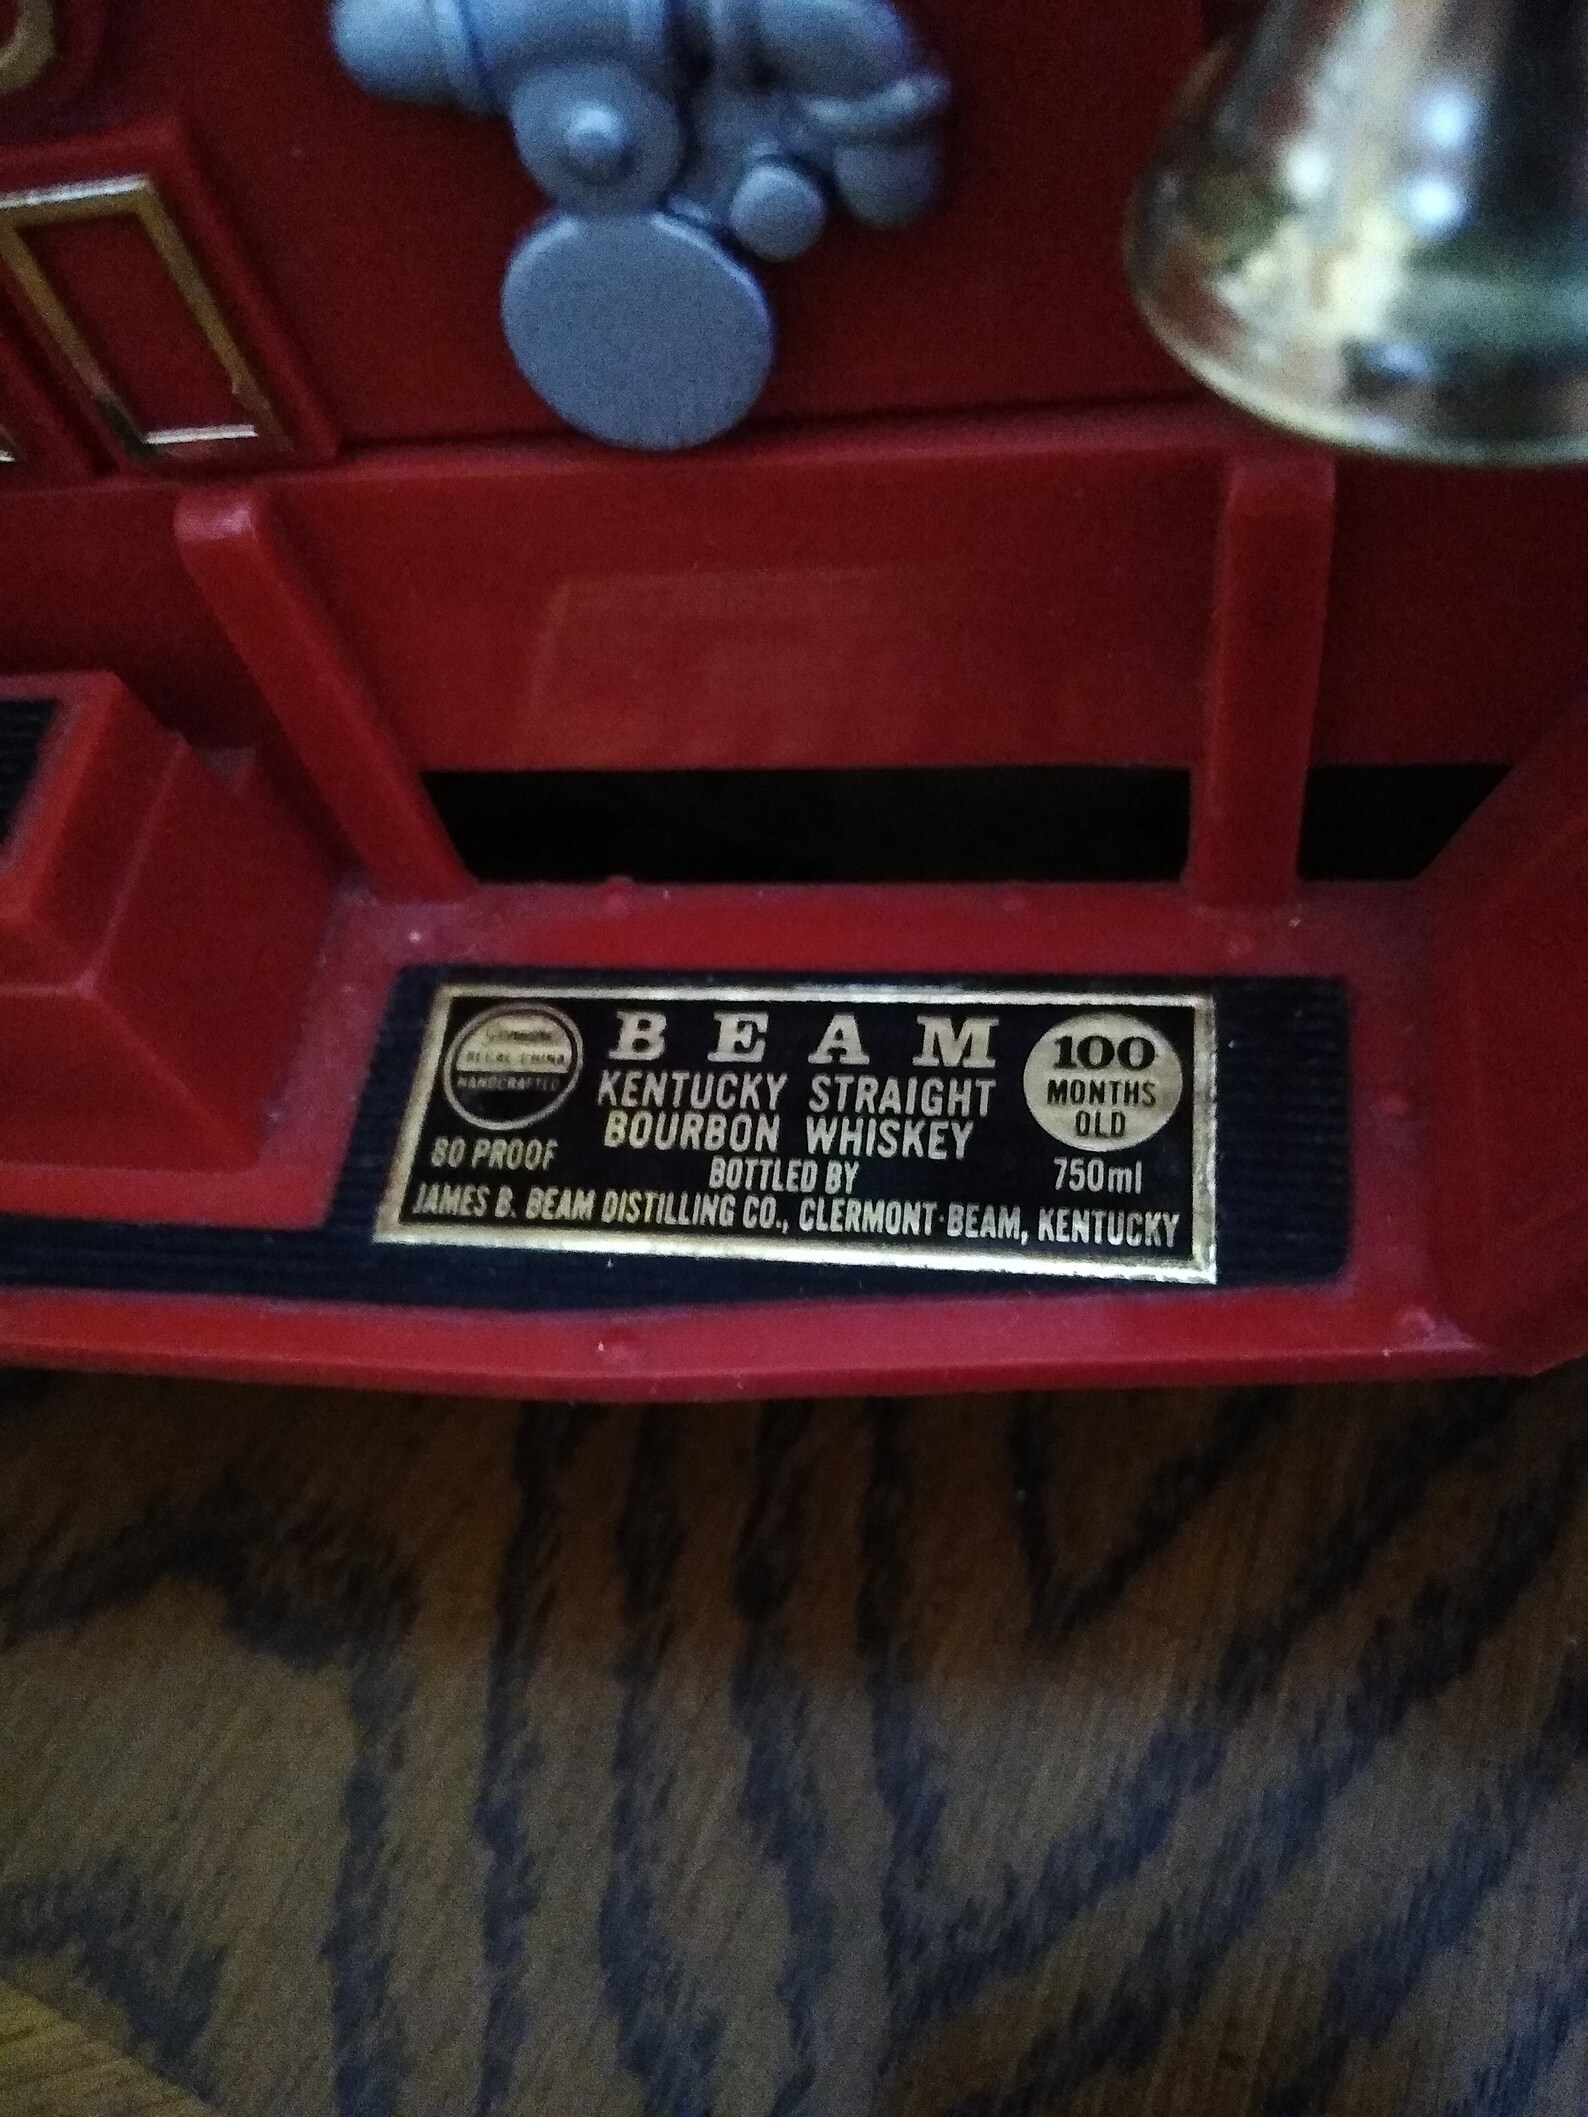 BEAM
KENTUCKY STRAIGHT
BOURBON WHISKEY
BOTTLED BY
JAMES B. BEAM DISTILLING CO., CLERMONT·BEAM, KENTUCKY
REGAL CHINA
HANDCRAFTED
80 PROOF
100
MONTHS
OLD
750ml